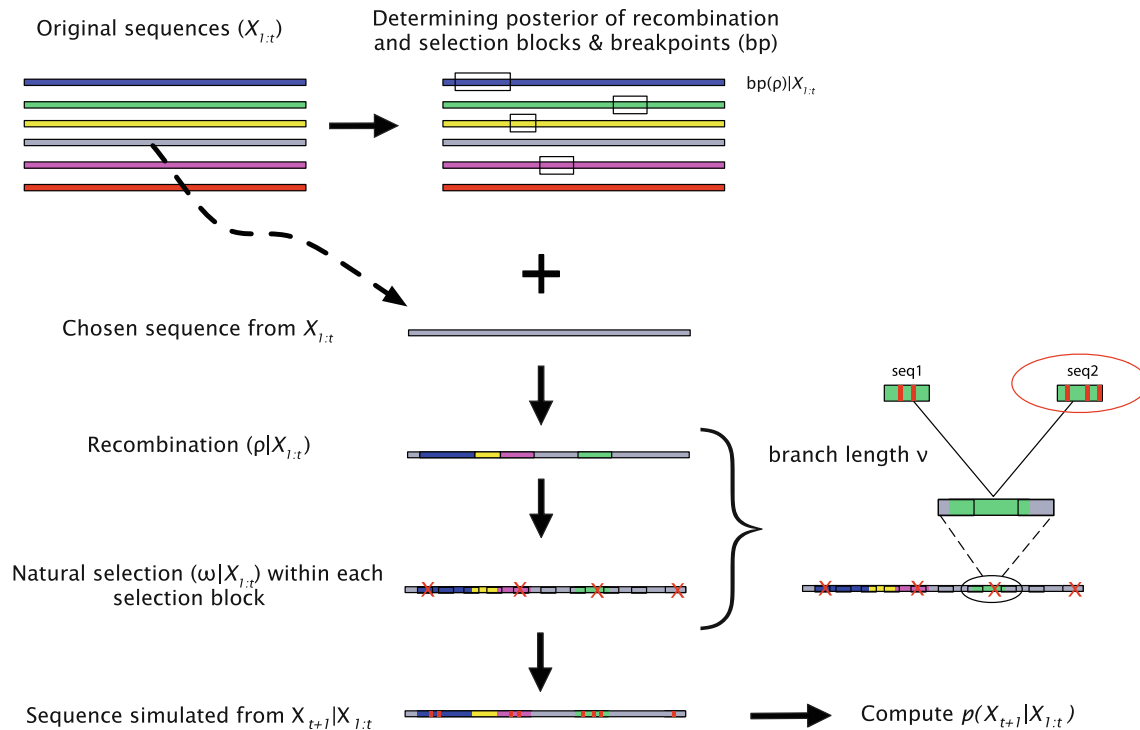 Original sequences (X1:t)
Determining posterior of recombination
and selection blocks & breakpoints (bp)
bp(ρ)|X1:t
Chosen sequence from X1:t
seq1
seq2
Recombination (ρ|X1:t)
branch length ν
Natural selection (ω|X1:t) within each
selection block
Sequence simulated from Xt+1|X1:t
Compute p(Xt+1|X1:t)